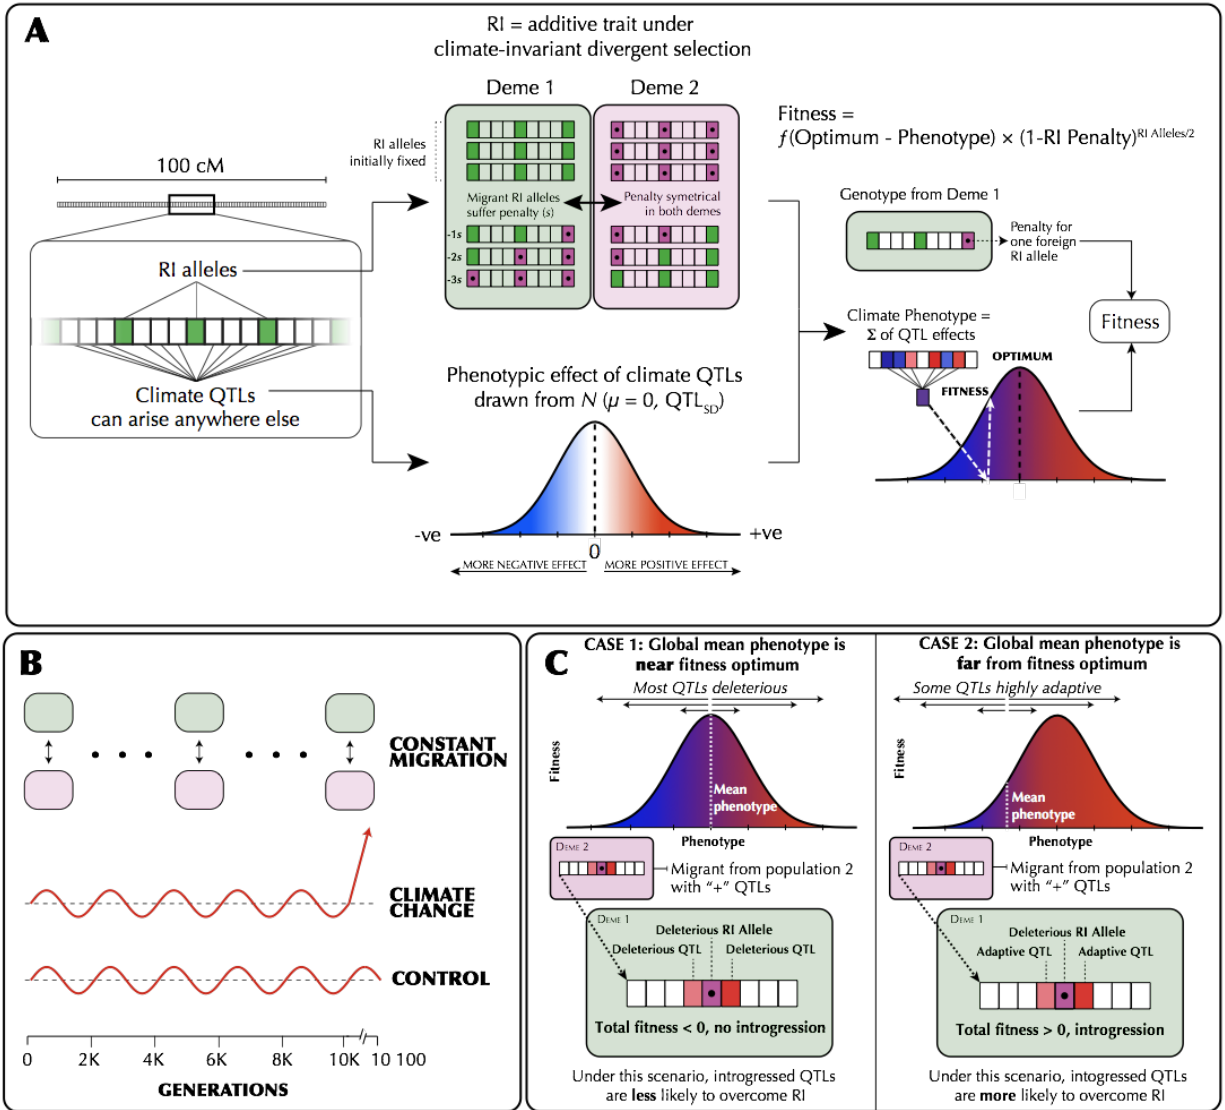 A
RI = additive trait under
climate-invariant divergent selection
Deme 1
Deme 2
RI alleles
initially fixed
Migrant RI alleles
suffer penalty (s)
Penalty symetrical
in both demes
-1s
-2s
-3s
100 cM
RI alleles
Climate QTLs
can arise anywhere else
Phenotypic effect of climate QTLs
drawn from N (μ = 0, QTL_SD)
-ve
+ve
0
MORE NEGATIVE EFFECT
MORE POSITIVE EFFECT
Fitness =
f(Optimum - Phenotype) × (1-RI Penalty)^RI Alleles/2
Genotype from Deme 1
Penalty for
one foreign
RI allele
Climate Phenotype =
Σ of QTL effects
OPTIMUM
FITNESS
Fitness
B
CONSTANT
MIGRATION
CLIMATE
CHANGE
CONTROL
0 2K 4K 6K 8K 10K 10 100
GENERATIONS
C
CASE 1: Global mean phenotype is
near fitness optimum
Most QTLs deleterious
Fitness
Mean
phenotype
Phenotype
Deme 2
Migrant from population 2
with “+” QTLs
Deme 1
Deleterious RI Allele
Deleterious QTL
Deleterious QTL
Total fitness < 0, no introgression
Under this scenario, introgressed QTLs
are less likely to overcome RI
CASE 2: Global mean phenotype is
far from fitness optimum
Some QTLs highly adaptive
Fitness
Mean
phenotype
Phenotype
Deme 2
Migrant from population 2
with “+” QTLs
Deme 1
Deleterious RI Allele
Adaptive QTL
Adaptive QTL
Total fitness > 0, introgression
Under this scenario, intogressed QTLs
are more likely to overcome RI